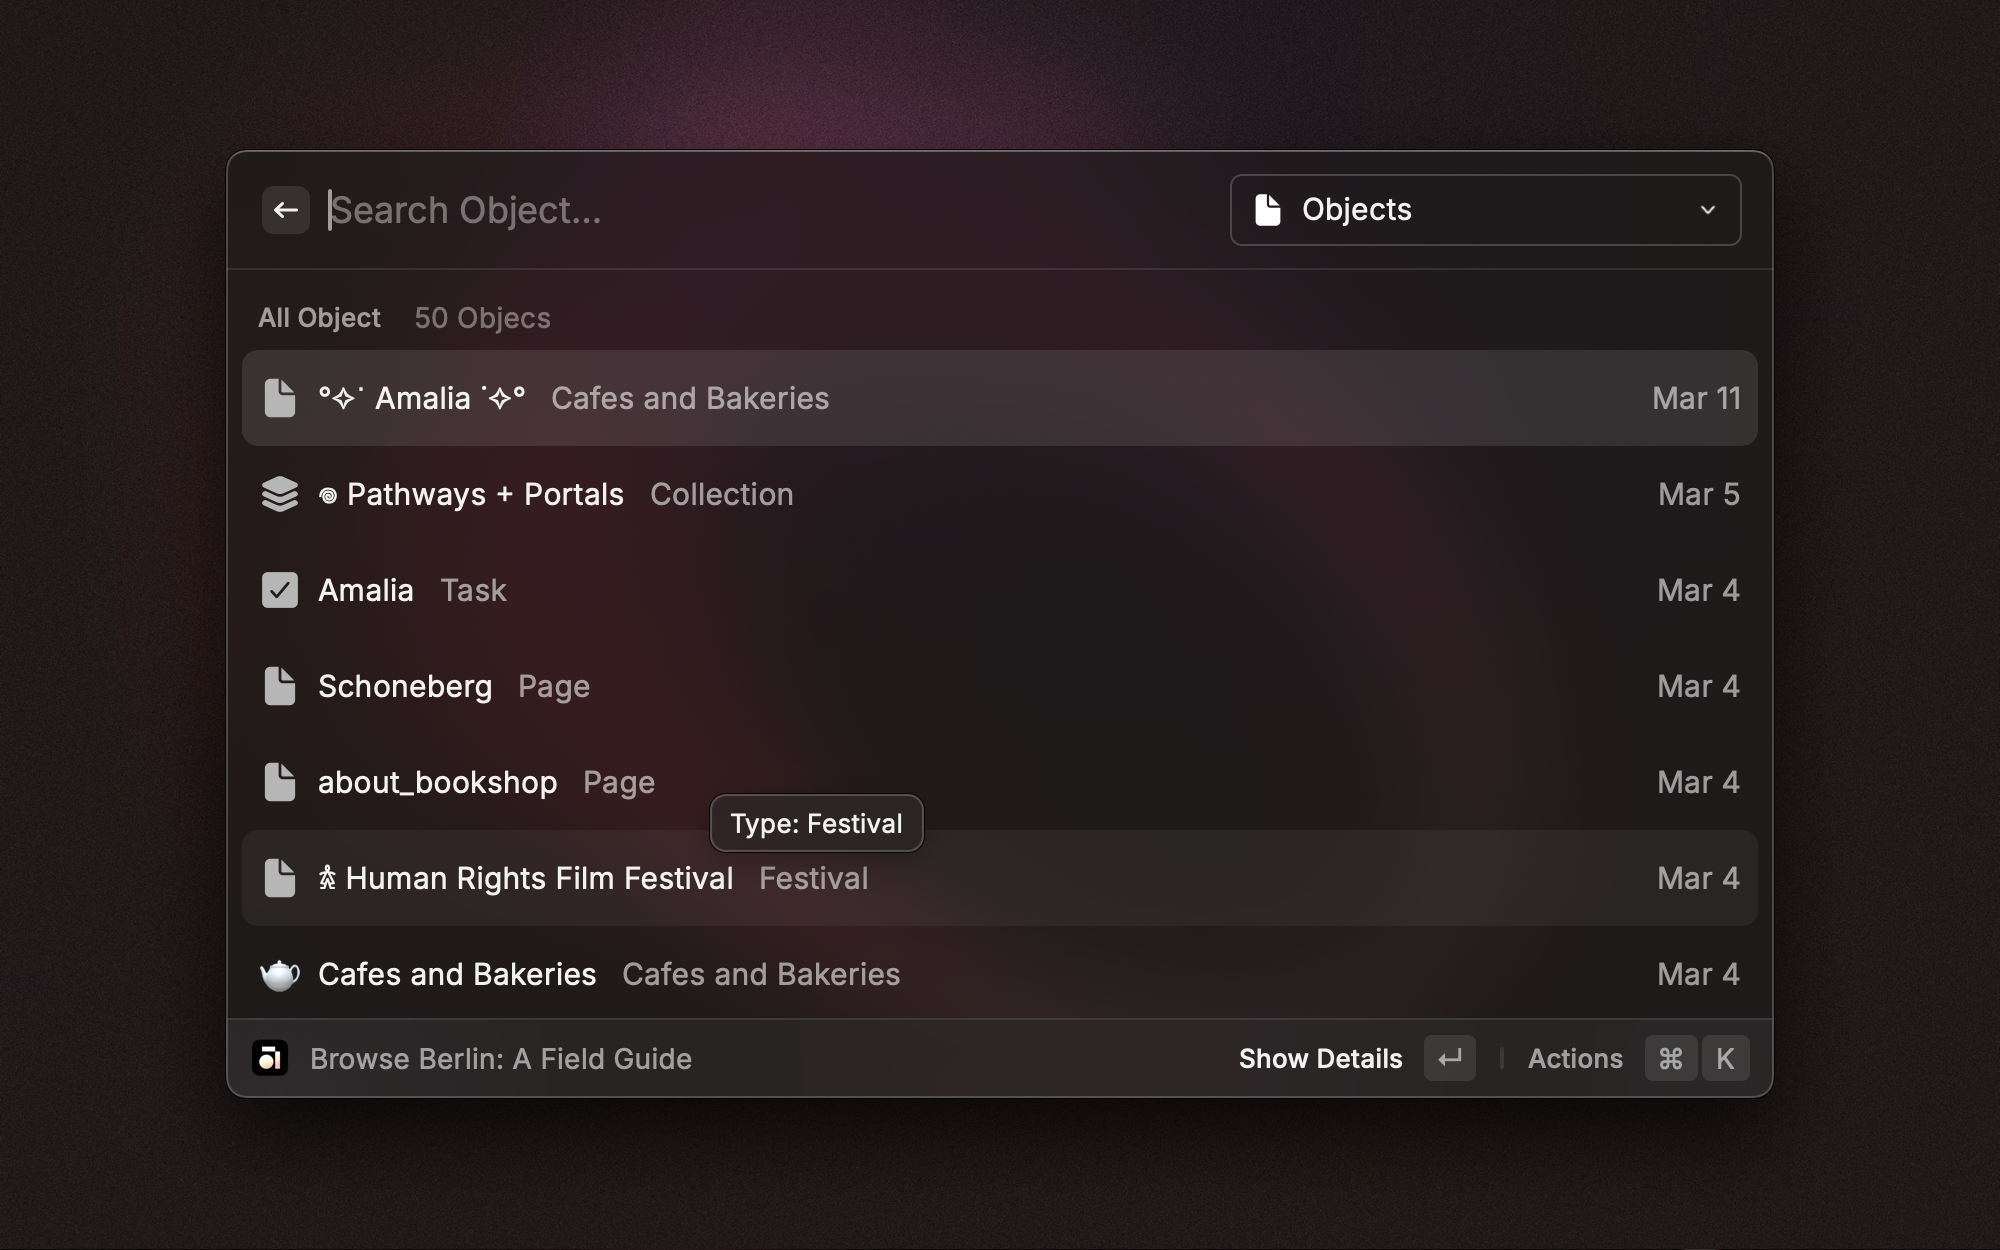 Search Object...
Objects
All Object 50 Objecs
°✧˙ Amalia ˙✧° Cafes and Bakeries Mar 11
𖦹 Pathways + Portals Collection Mar 5
Amalia Task Mar 4
Schoneberg Page Mar 4
about_bookshop Page Mar 4
Type: Festival
𖠋 Human Rights Film Festival Festival Mar 4
Cafes and Bakeries Cafes and Bakeries Mar 4
Browse Berlin: A Field Guide Show Details ↵ Actions ⌘ K